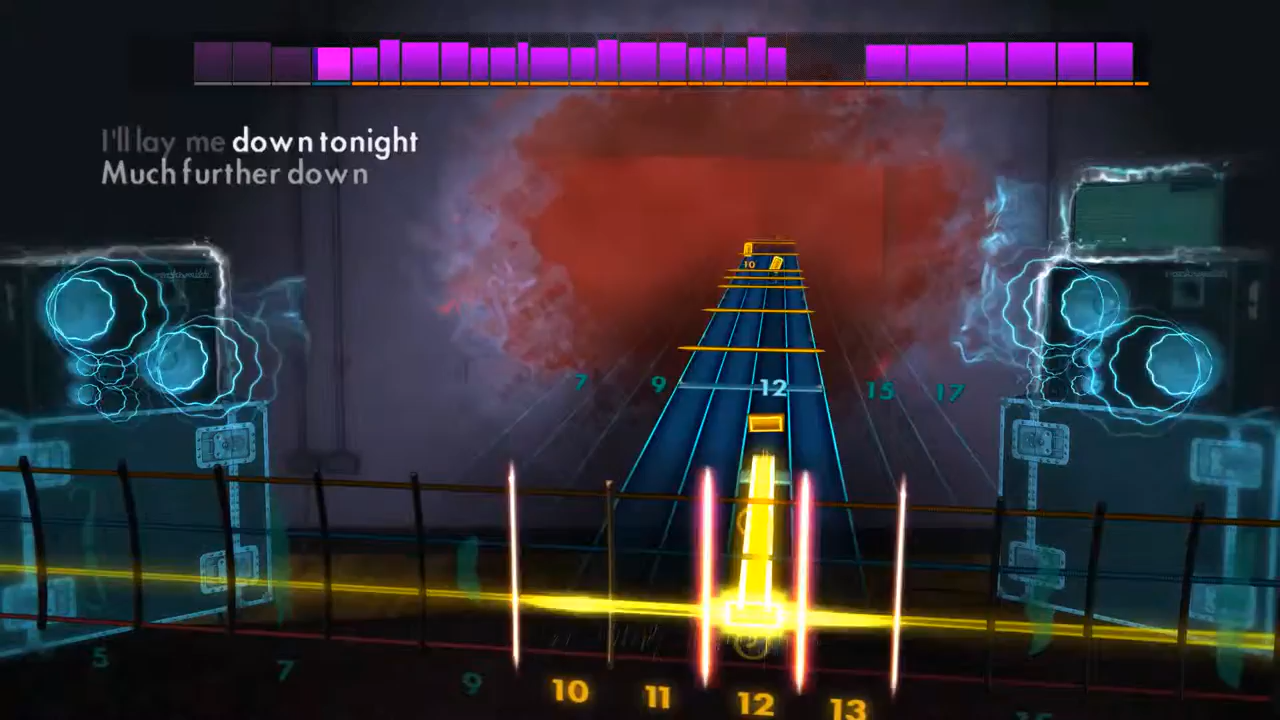 I'll lay me down tonight
Much further down
10
7 9 12 15 17
5 7 9 10 11 12 13 15